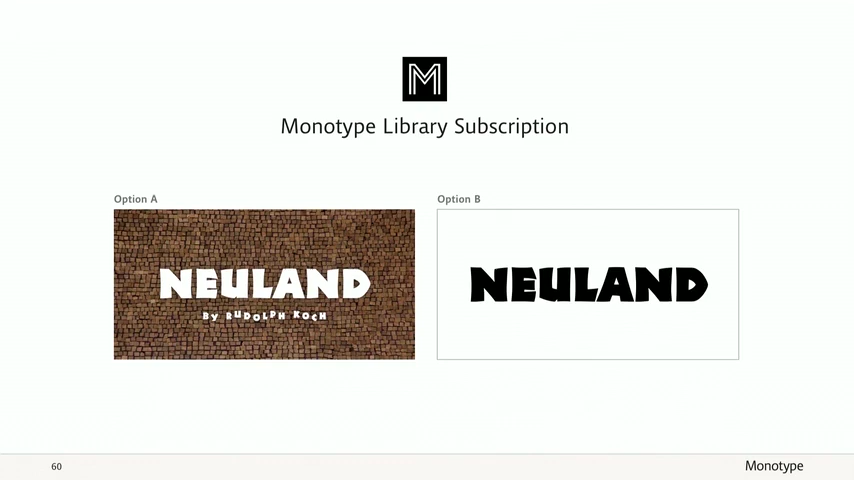 M
Monotype Library Subscription
Option A
Option B
NEULAND
BY RUDOLPH KOCH
NEULAND
60
Monotype